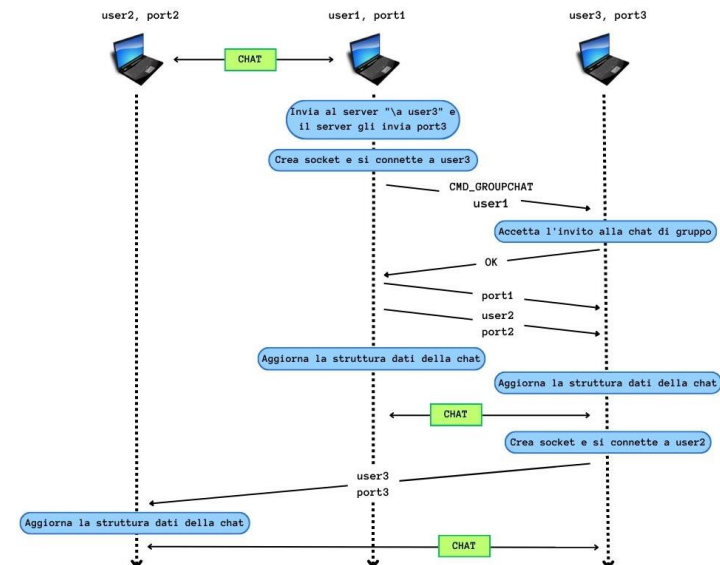 user2, port2
user1, port1
user3, port3
CHAT
Invia al server "\a user3" e
il server gli invia port3
Crea socket e si connette a user3
CMD_GROUPCHAT
user1
Accetta l'invito alla chat di gruppo
OK
port1
user2
port2
Aggiorna la struttura dati della chat
Aggiorna la struttura dati della chat
CHAT
Crea socket e si connette a user2
user3
port3
Aggiorna la struttura dati della chat
CHAT